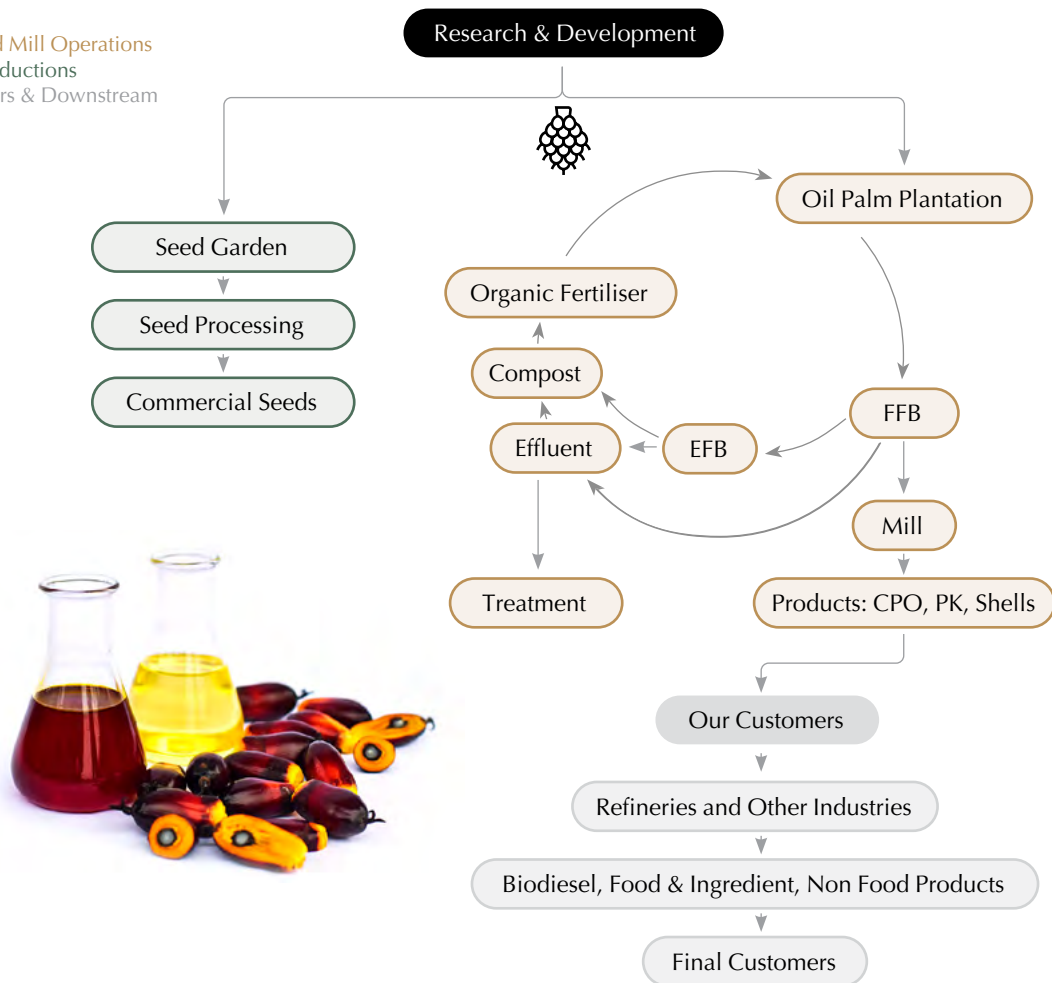 Research & Development
Mill Operations
rs & Downstream
Oil Palm Plantation
Seed Garden
Organic Fertiliser
Seed Processing
Compost
Commercial Seeds
FFB
Effluent
EFB
Mill
Treatment
Products: CPO, PK, Shells
Our Customers
Refineries and Other Industries
Biodiesel, Food & Ingredient, Non Food Products
Final Customers